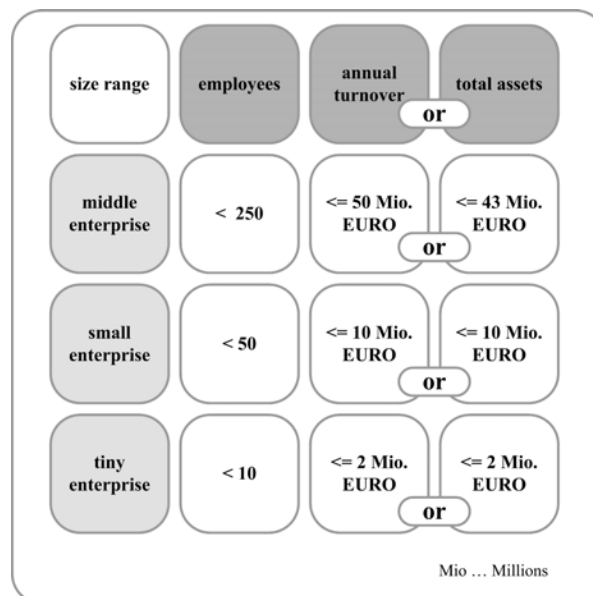 size range
employees
annual
turnover
or
total assets
middle
enterprise
< 250
<= 50 Mio.
EURO
or
<= 43 Mio.
EURO
small
enterprise
< 50
<= 10 Mio.
EURO
or
<= 10 Mio.
EURO
tiny
enterprise
< 10
<= 2 Mio.
EURO
or
<= 2 Mio.
EURO
Mio ... Millions